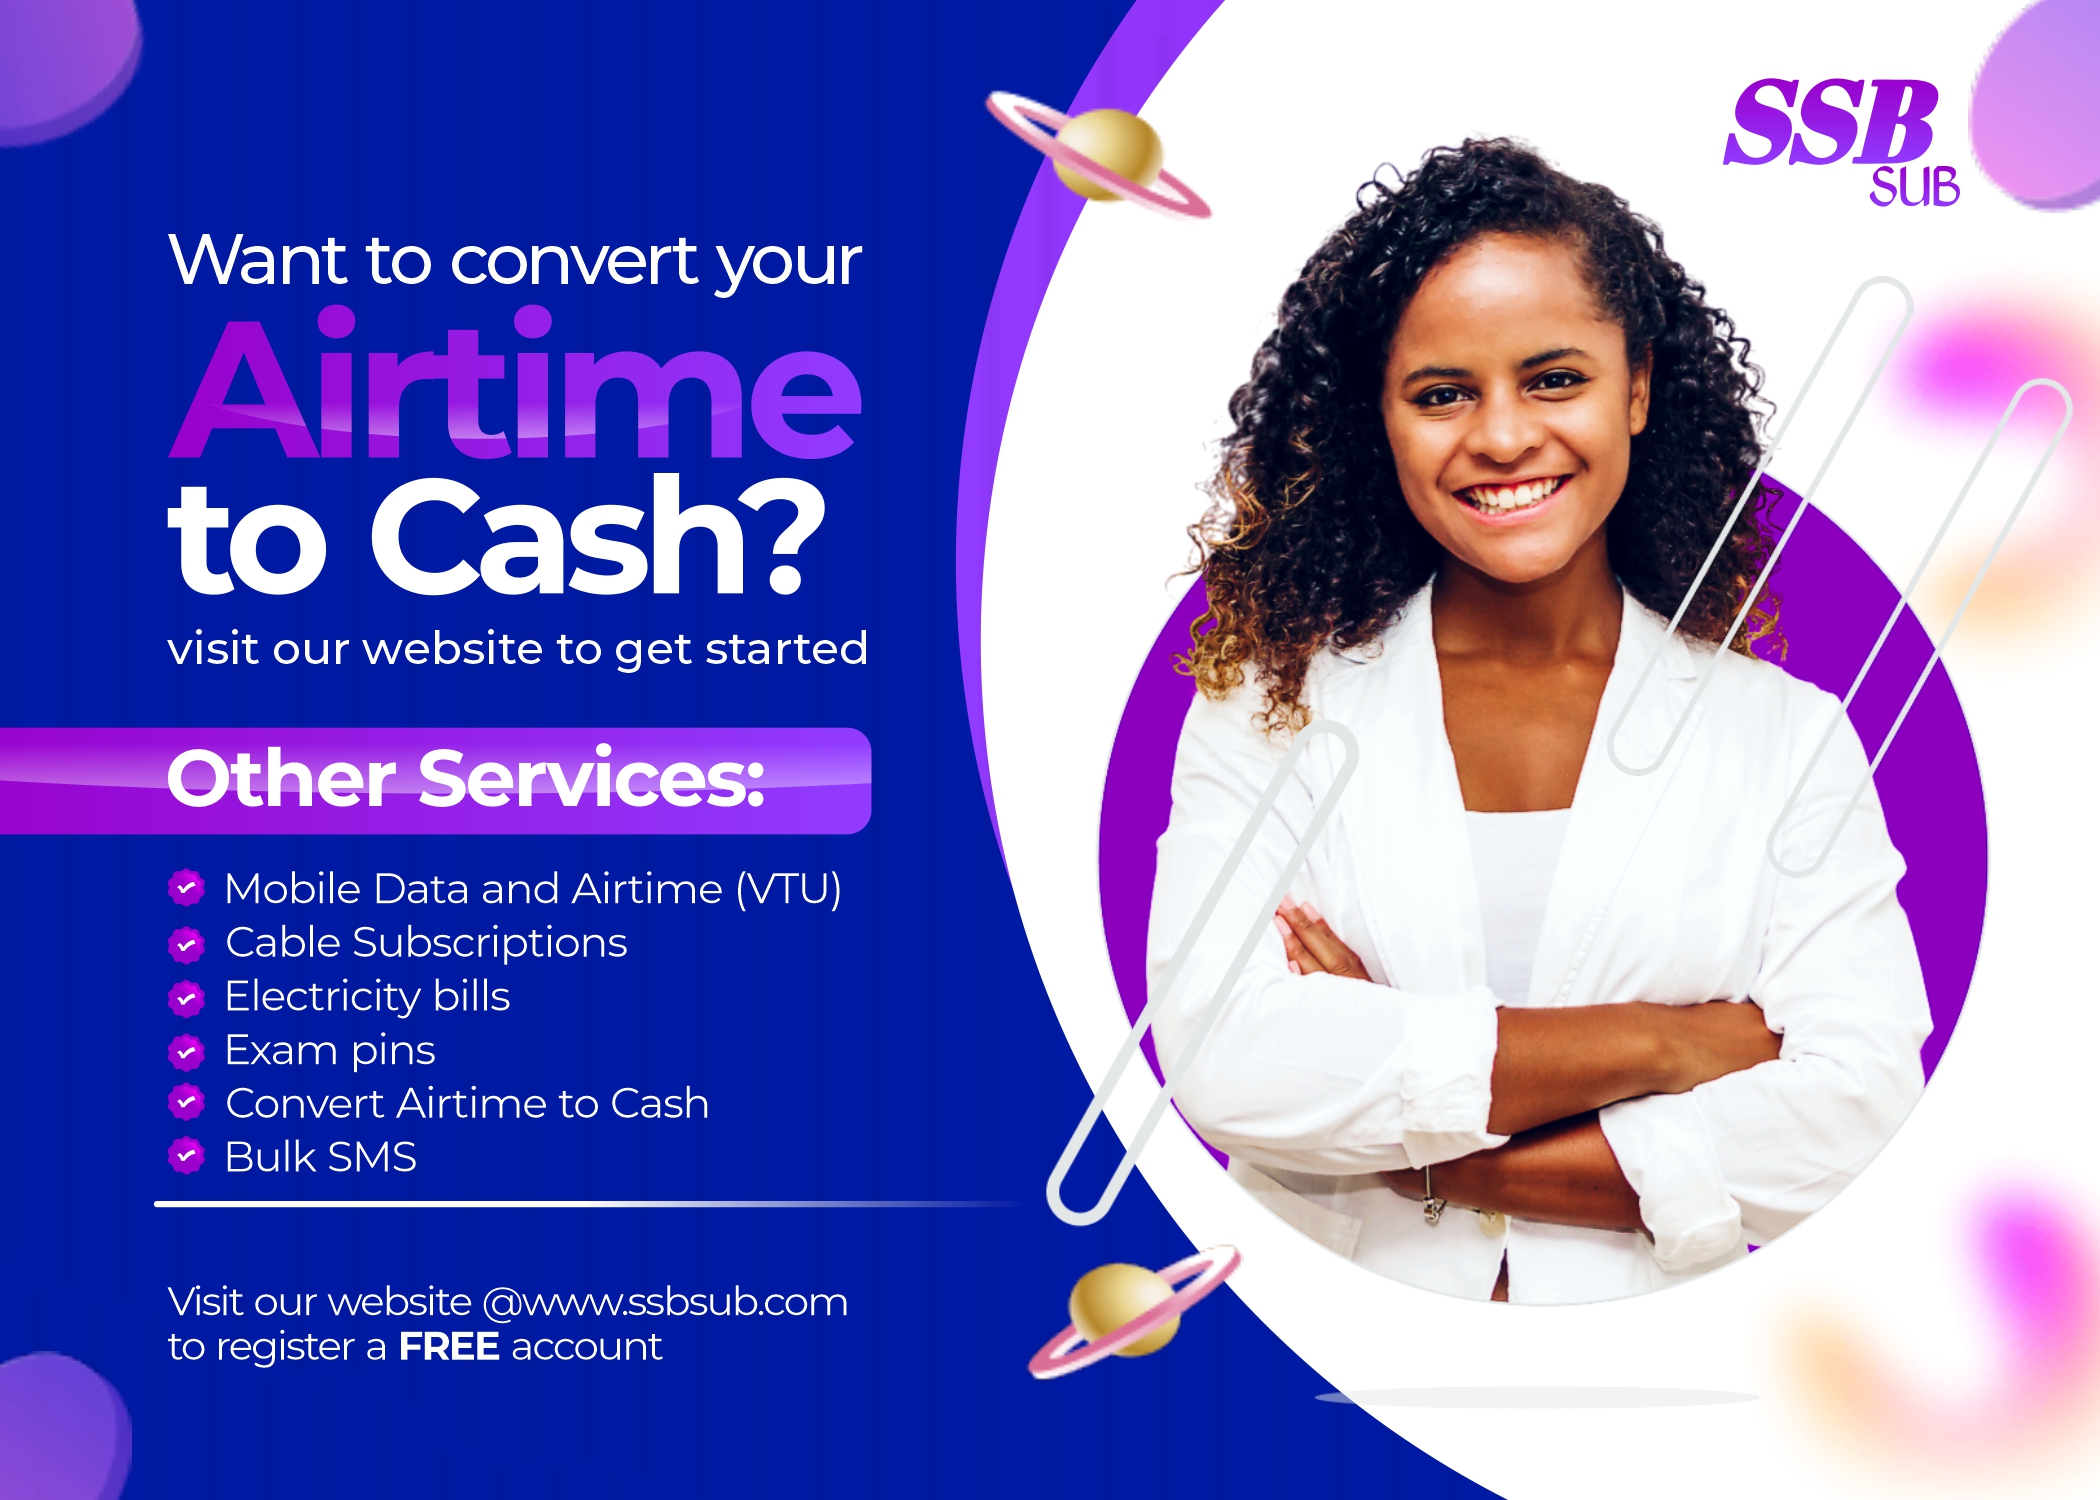 SSB
SUB
Want to convert your
Airtime
to Cash?
visit our website to get started
Other Services:
Mobile Data and Airtime (VTU)
Cable Subscriptions
Electricity bills
Exam pins
Convert Airtime to Cash
Bulk SMS
Visit our website @www.ssbsub.com
to register a FREE account